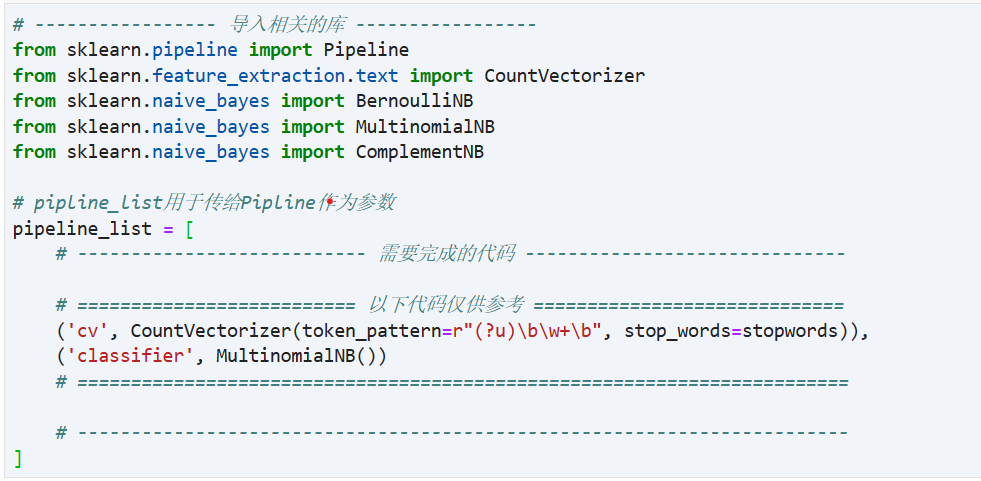 # ----------------- 导入相关的库 -----------------
from sklearn.pipeline import Pipeline
from sklearn.feature_extraction.text import CountVectorizer
from sklearn.naive_bayes import BernoulliNB
from sklearn.naive_bayes import MultinomialNB
from sklearn.naive_bayes import ComplementNB
# pipline_list用于传给Pipline作为参数
pipeline_list = [
# --------------------------- 需要完成的代码 ------------------------------
# ========================== 以下代码仅供参考 =============================
('cv', CountVectorizer(token_pattern=r"(?u)\b\w+\b", stop_words=stopwords)),
('classifier', MultinomialNB())
# ========================================================================
# ------------------------------------------------------------------------
]